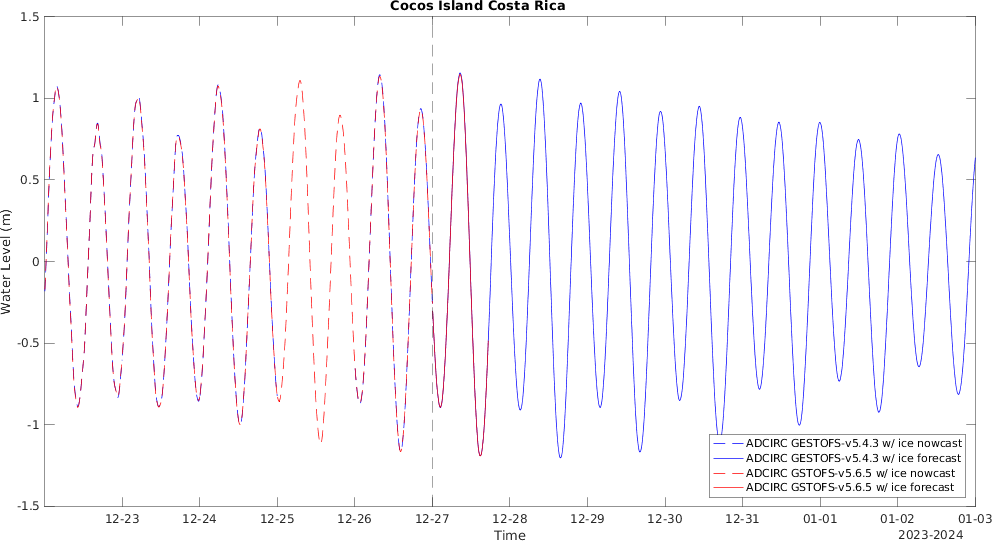 Cocos Island Costa Rica
1.5
1
0.5
0
-0.5
-1
-1.5
Water Level (m)
12-23
12-24
12-25
12-26
12-27
12-28
12-29
12-30
12-31
01-01
01-02
01-03
Time
2023-2024
ADCIRC GESTOFS-v5.4.3 w/ ice nowcast
ADCIRC GESTOFS-v5.4.3 w/ ice forecast
ADCIRC GSTOFS-v5.6.5 w/ ice nowcast
ADCIRC GSTOFS-v5.6.5 w/ ice forecast